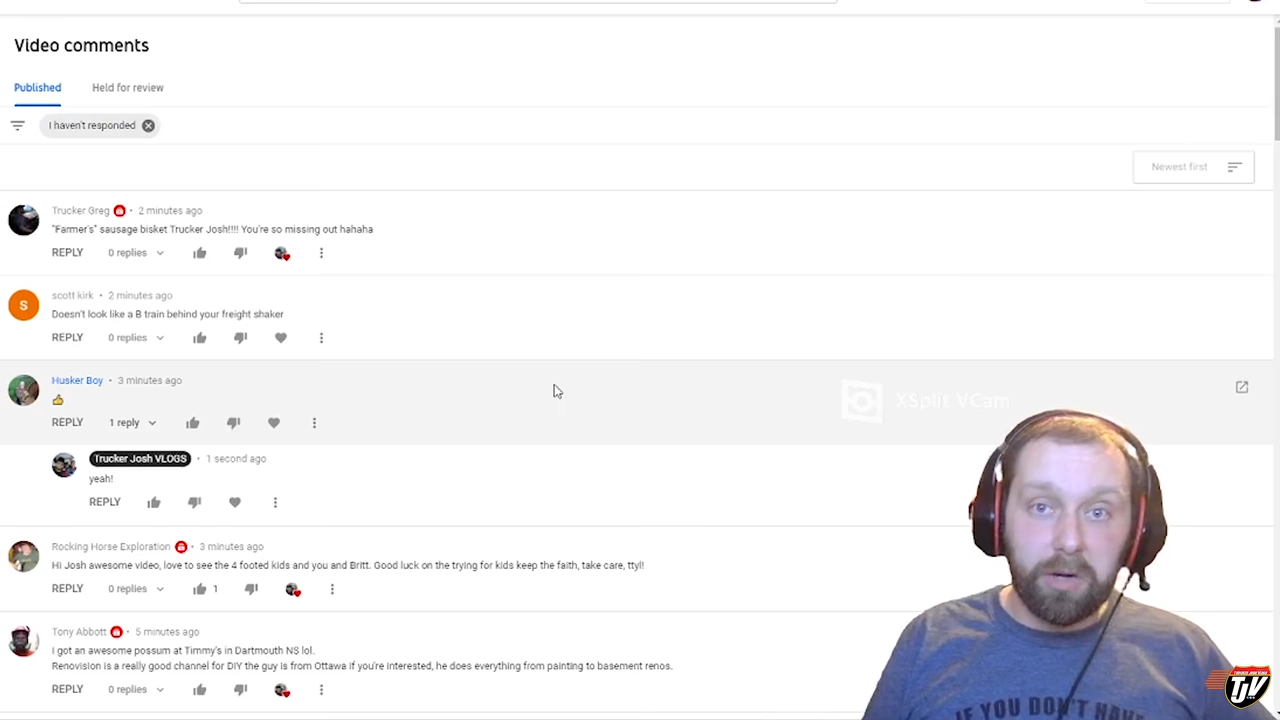 Video comments
Published Held for review
I haven't responded
Newest first
Trucker Greg • 2 minutes ago
"Farmer's" sausage bisket Trucker Josh!!!! You're so missing out hahaha
REPLY 0 replies
S
scott kirk • 2 minutes ago
Doesn't look like a B train behind your freight shaker
REPLY 0 replies
Husker Boy • 3 minutes ago
👍
REPLY 1 reply
XSplit VCam
Trucker Josh VLOGS • 1 second ago
yeah!
REPLY
Rocking Horse Exploration • 3 minutes ago
Hi Josh awesome video, love to see the 4 footed kids and you and Britt. Good luck on the trying for kids keep the faith, take care, ttyl!
REPLY 0 replies 1
Tony Abbott • 5 minutes ago
I got an awesome possum at Timmy's in Dartmouth NS lol.
Renovision is a really good channel for DIY the guy is from Ottawa if you're interested, he does everything from painting to basement renos.
REPLY 0 replies
TJV
IF YOU DON'T HAVE